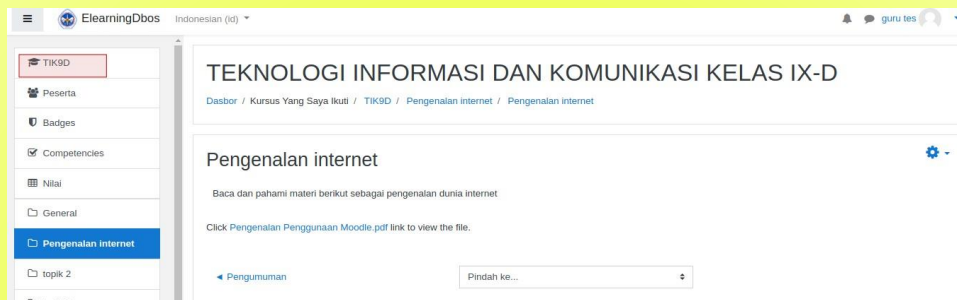 ElearningDbos Indonesian (id) guru tes
TIK9D
Peserta
Badges
Competencies
Nilai
General
Pengenalan internet
topik 2
TEKNOLOGI INFORMASI DAN KOMUNIKASI KELAS IX-D
Dasbor / Kursus Yang Saya Ikuti / TIK9D / Pengenalan internet / Pengenalan internet
Pengenalan internet
Baca dan pahami materi berikut sebagai pengenalan dunia internet
Click Pengenalan Penggunaan Moodle.pdf link to view the file.
◄ Pengumuman
Pindah ke...